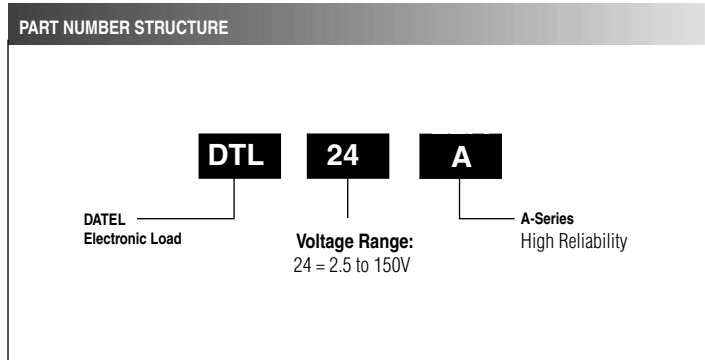 PART NUMBER STRUCTURE
DTL 24 A
DATEL
Electronic Load
Voltage Range:
24 = 2.5 to 150V
A-Series
High Reliability